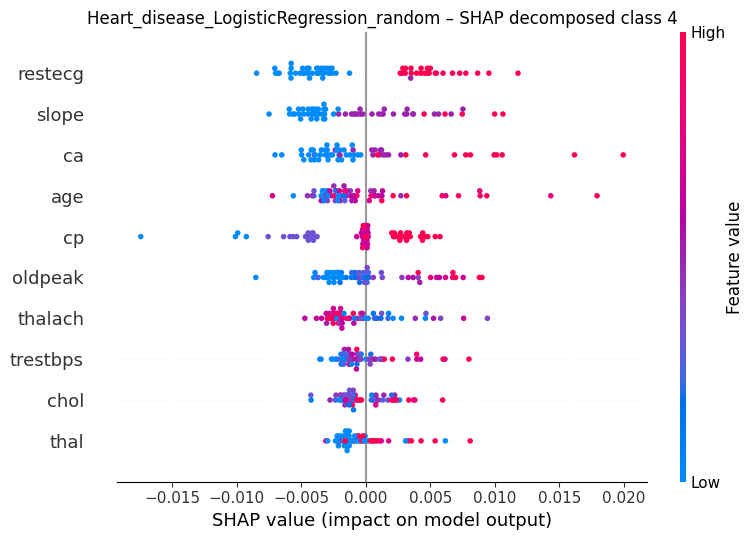 Heart_disease_LogisticRegression_random – SHAP decomposed class 4
High
restecg
slope
ca
age
cp
oldpeak
thalach
trestbps
chol
thal
Feature value
Low
−0.015 −0.010 −0.005 0.000 0.005 0.010 0.015 0.020
SHAP value (impact on model output)